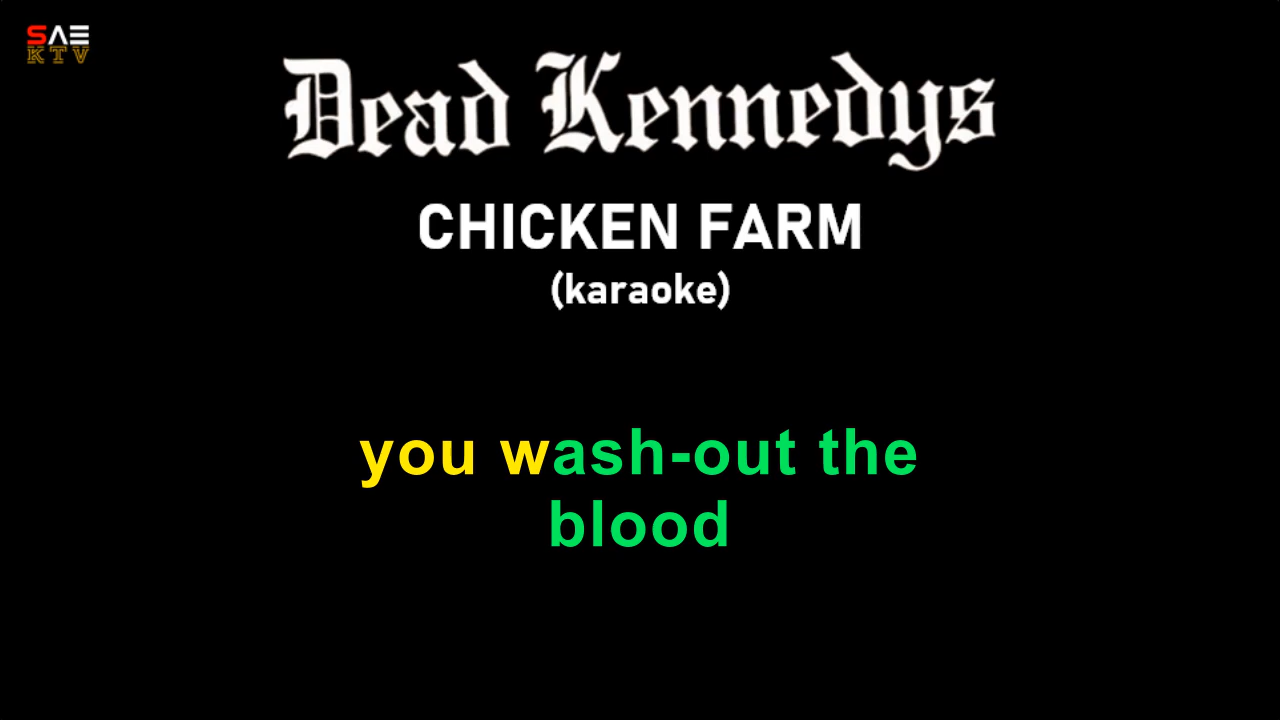 SAE
KTV
Dead Kennedys
CHICKEN FARM
(karaoke)
you wash-out the
blood